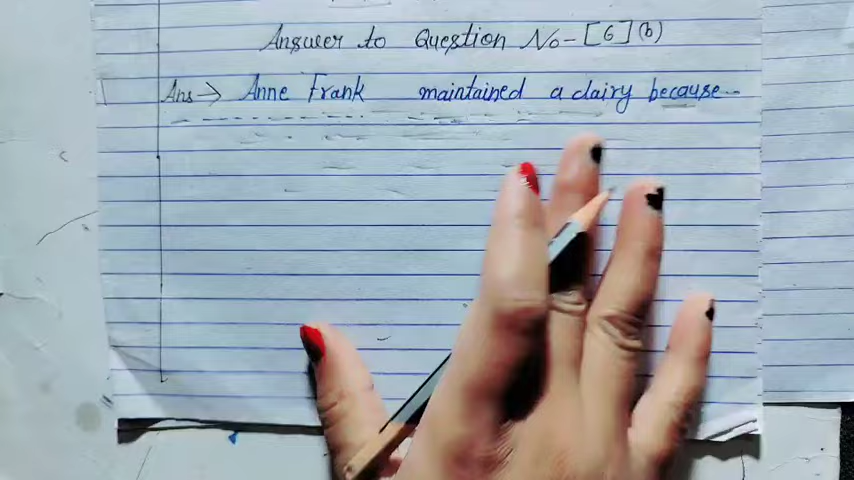 Answer to Question No-[6](b)
Ans→ Anne Frank maintained a dairy because--